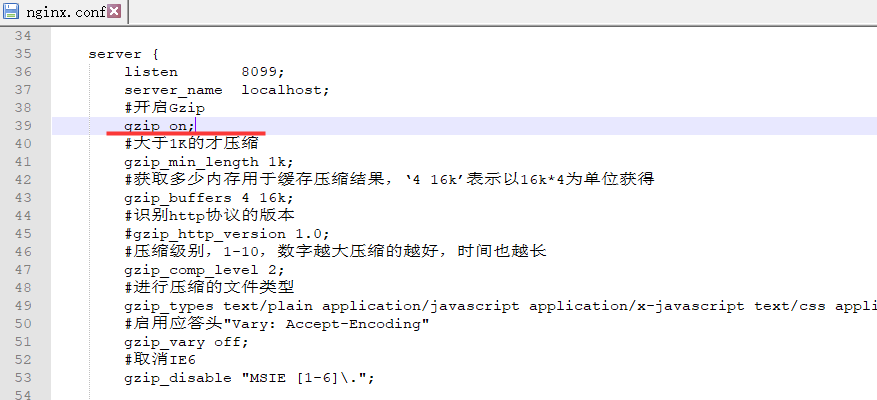 nginx.conf
34
35 server {
36 listen 8099;
37 server_name localhost;
38 #开启Gzip
39 gzip on;
40 #大于1K的才压缩
41 gzip_min_length 1k;
42 #获取多少内存用于缓存压缩结果，‘4 16k’表示以16k*4为单位获得
43 gzip_buffers 4 16k;
44 #识别http协议的版本
45 #gzip_http_version 1.0;
46 #压缩级别，1-10，数字越大压缩的越好，时间也越长
47 gzip_comp_level 2;
48 #进行压缩的文件类型
49 gzip_types text/plain application/javascript application/x-javascript text/css appli
50 #启用应答头"Vary: Accept-Encoding"
51 gzip_vary off;
52 #取消IE6
53 gzip_disable "MSIE [1-6]\.";
54